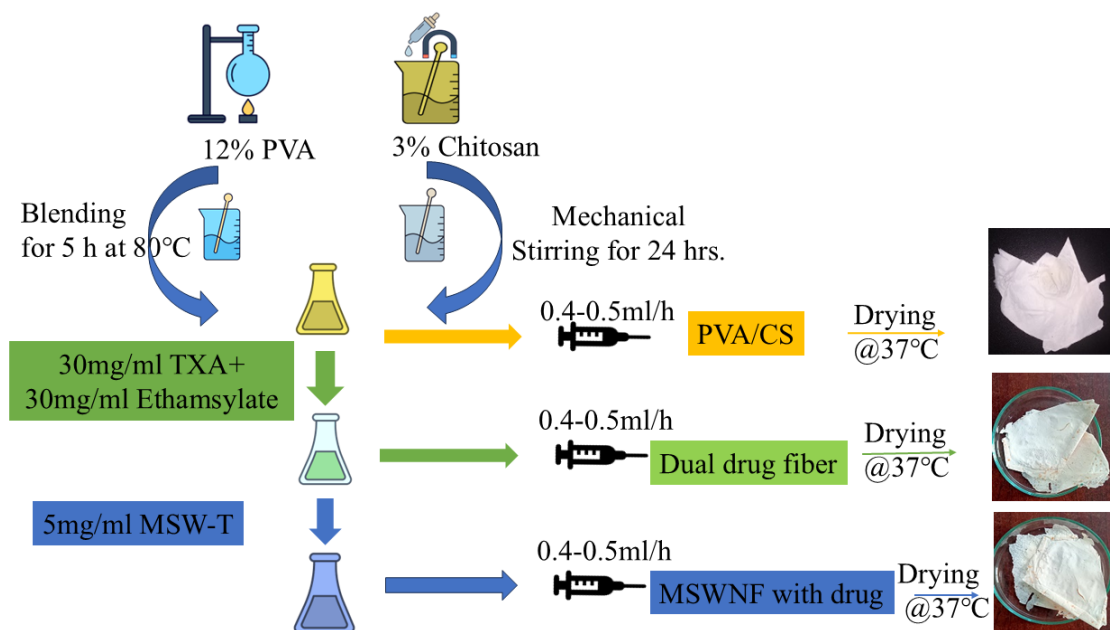 12% PVA
3% Chitosan
Blending
for 5 h at 80℃
Mechanical
Stirring for 24 hrs.
0.4-0.5ml/h
PVA/CS
Drying
@37℃
30mg/ml TXA+
30mg/ml Ethamsylate
0.4-0.5ml/h
Dual drug fiber
Drying
@37℃
5mg/ml MSW-T
0.4-0.5ml/h
MSWNF with drug
Drying
@37℃